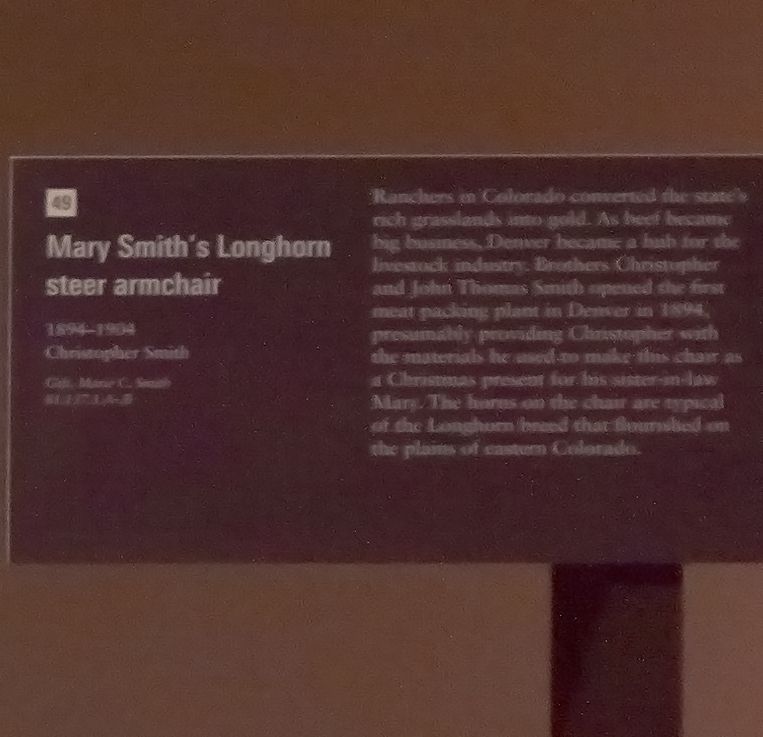 49
Mary Smith's Longhorn
steer armchair
1894–1904
Christopher Smith
Gift, Marie C. Smith
Ranchers in Colorado converted the state's
rich grasslands into gold. As beef became
big business, Denver became a hub for the
livestock industry. Brothers Christopher
and John Thomas Smith opened the first
meat packing plant in Denver in 1894,
presumably providing Christopher with
the materials he used to make this chair as
a Christmas present for his sister-in-law
Mary. The horns on the chair are typical
of the Longhorn breed that flourished on
the plains of eastern Colorado.